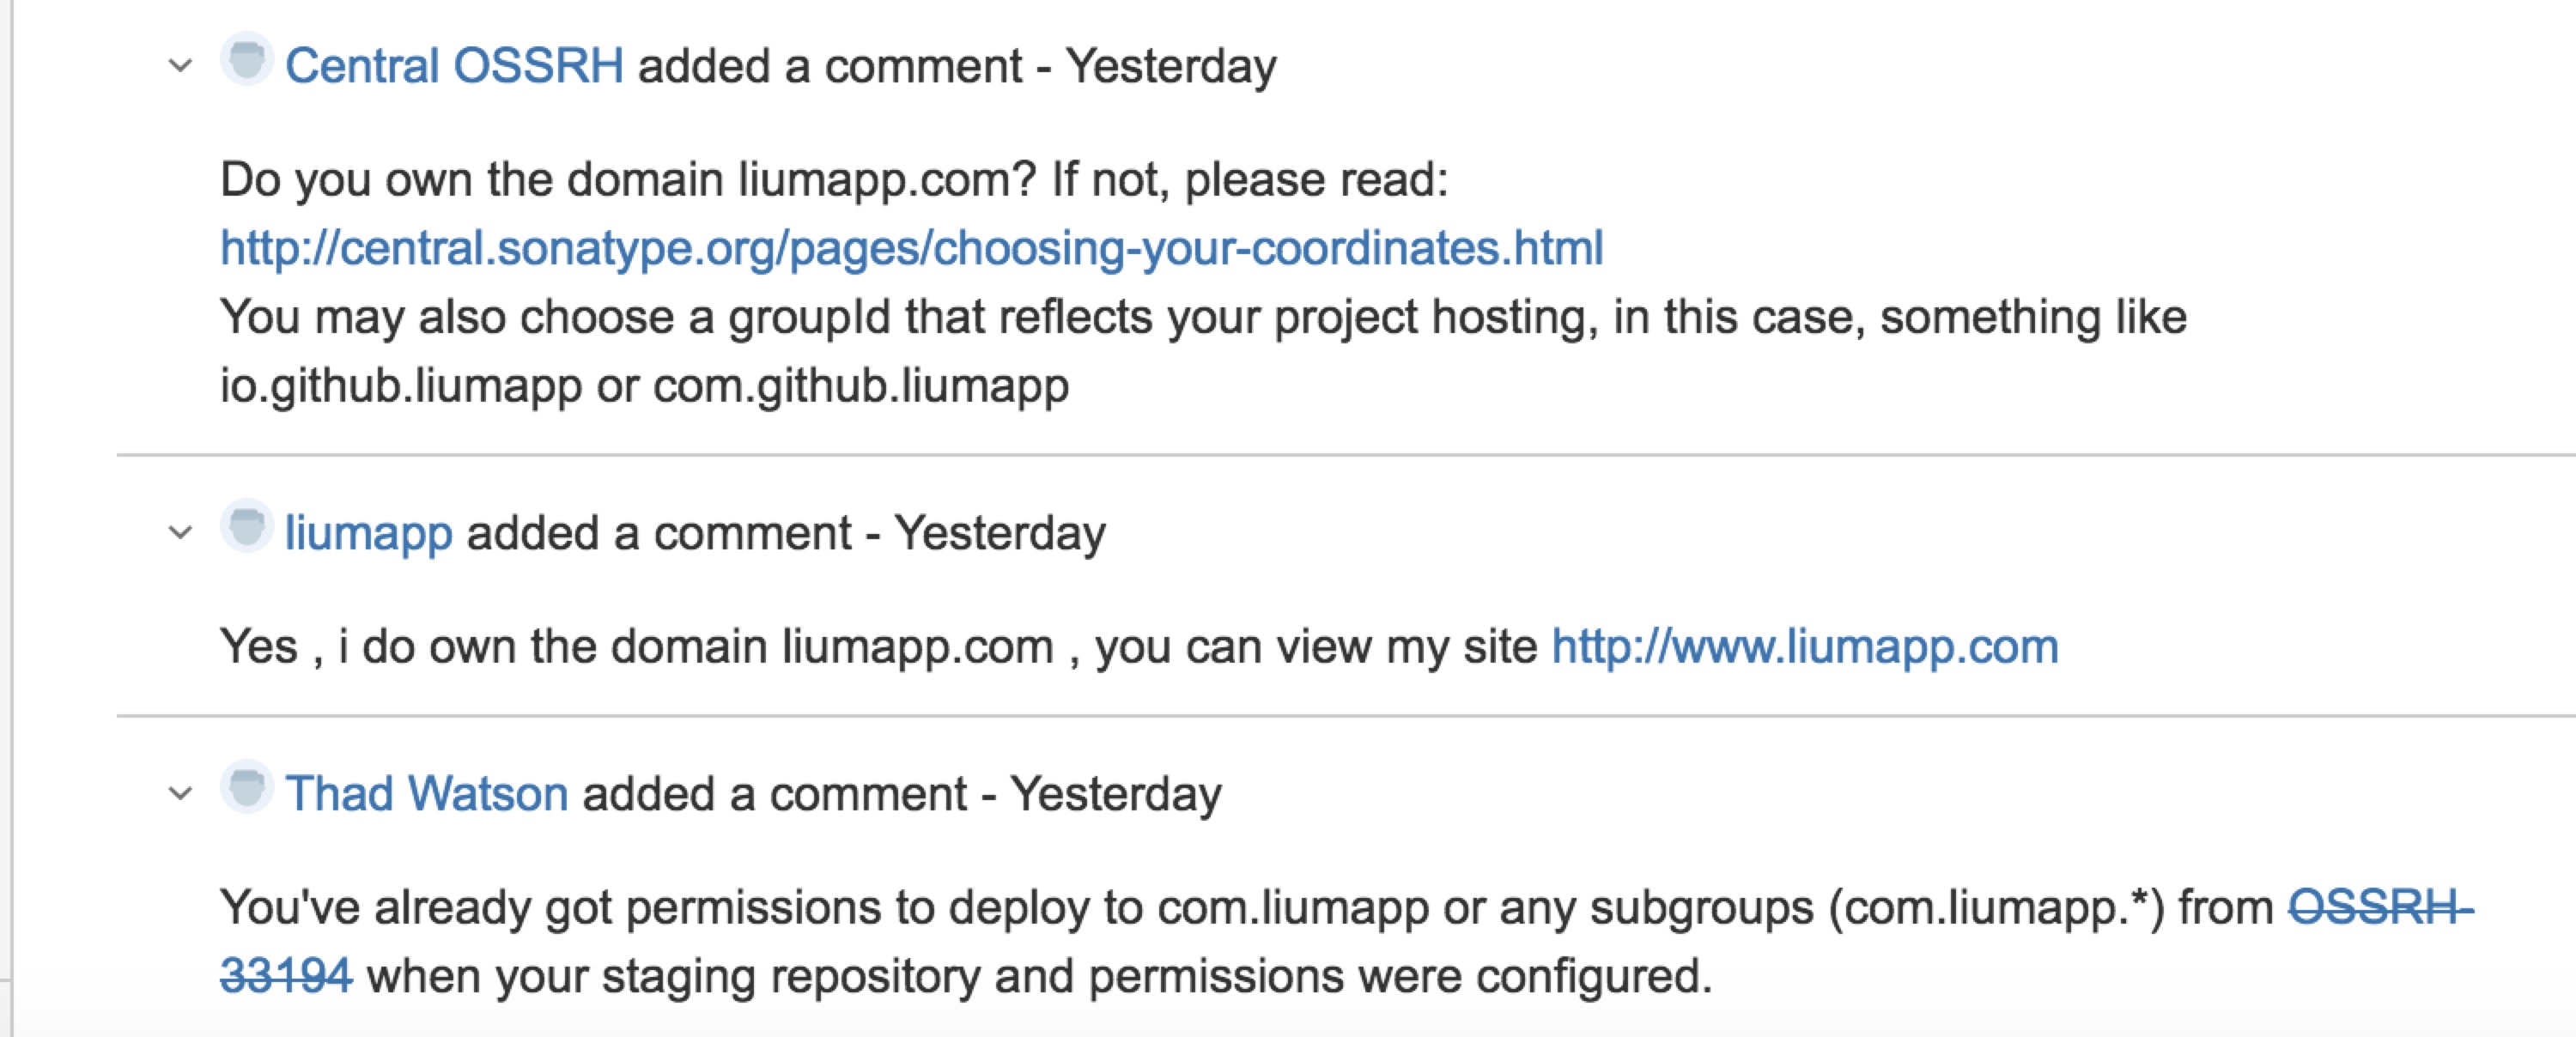 Central OSSRH added a comment - Yesterday
Do you own the domain liumapp.com? If not, please read:
http://central.sonatype.org/pages/choosing-your-coordinates.html
You may also choose a groupId that reflects your project hosting, in this case, something like
io.github.liumapp or com.github.liumapp
liumapp added a comment - Yesterday
Yes , i do own the domain liumapp.com , you can view my site http://www.liumapp.com
Thad Watson added a comment - Yesterday
You've already got permissions to deploy to com.liumapp or any subgroups (com.liumapp.*) from OSSRH-
33194 when your staging repository and permissions were configured.